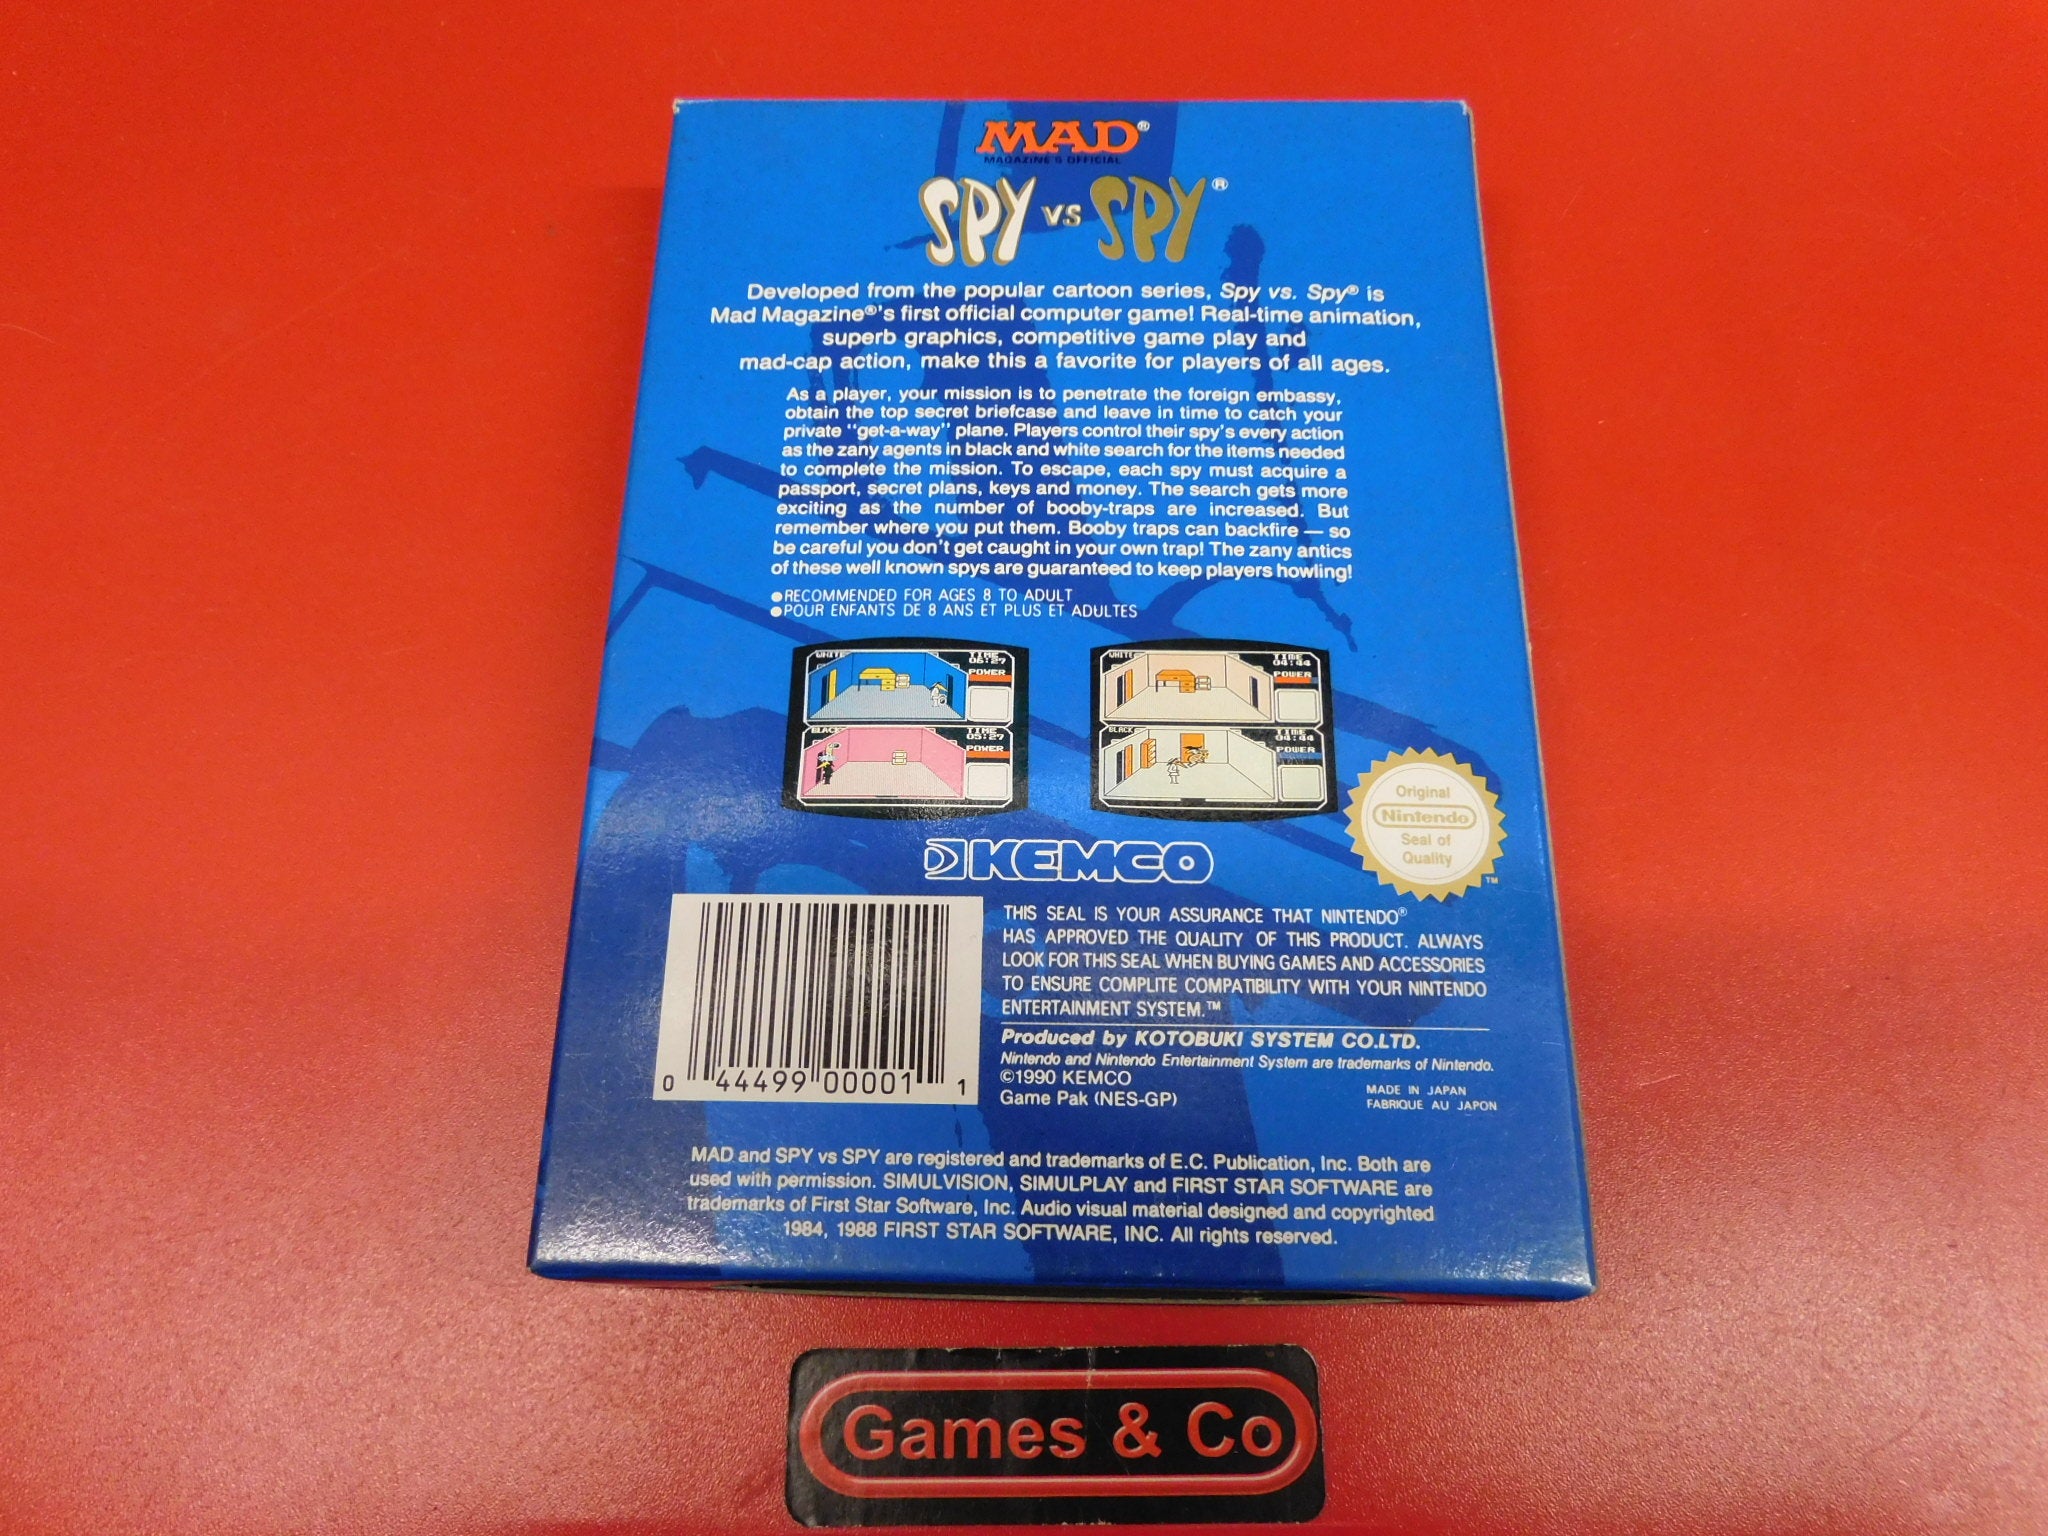 MAD®
MAGAZINE'S OFFICIAL
SPY vs SPY®
Developed from the popular cartoon series, Spy vs. Spy® is
Mad Magazine®'s first official computer game! Real-time animation,
superb graphics, competitive game play and
mad-cap action, make this a favorite for players of all ages.
As a player, your mission is to penetrate the foreign embassy,
obtain the top secret briefcase and leave in time to catch your
private "get-a-way" plane. Players control their spy's every action
as the zany agents in black and white search for the items needed
to complete the mission. To escape, each spy must acquire a
passport, secret plans, keys and money. The search gets more
exciting as the number of booby-traps are increased. But
remember where you put them. Booby traps can backfire — so
be careful you don't get caught in your own trap! The zany antics
of these well known spys are guaranteed to keep players howling!
●RECOMMENDED FOR AGES 8 TO ADULT
●POUR ENFANTS DE 8 ANS ET PLUS ET ADULTES
WHITE TIME
05:27
POWER
BLACK TIME
05:27
POWER
WHITE TIME
04:44
POWER
BLACK TIME
04:44
POWER
Original
Nintendo
Seal of
Quality
TM
KEMCO
THIS SEAL IS YOUR ASSURANCE THAT NINTENDO®
HAS APPROVED THE QUALITY OF THIS PRODUCT. ALWAYS
LOOK FOR THIS SEAL WHEN BUYING GAMES AND ACCESSORIES
TO ENSURE COMPLITE COMPATIBILITY WITH YOUR NINTENDO
ENTERTAINMENT SYSTEM.™
Produced by KOTOBUKI SYSTEM CO.LTD.
Nintendo and Nintendo Entertainment System are trademarks of Nintendo.
©1990 KEMCO
Game Pak (NES-GP)
MADE IN JAPAN
FABRIQUE AU JAPON
0 44499 00001 1
MAD and SPY vs SPY are registered and trademarks of E.C. Publication, Inc. Both are
used with permission. SIMULVISION, SIMULPLAY and FIRST STAR SOFTWARE are
trademarks of First Star Software, Inc. Audio visual material designed and copyrighted
1984, 1988 FIRST STAR SOFTWARE, INC. All rights reserved.
Games & Co